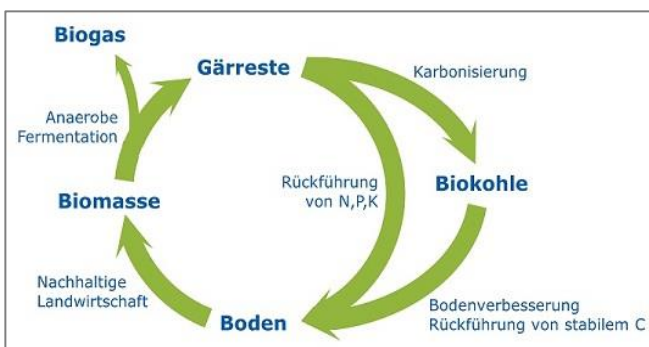 Biogas
Gärreste
Karbonisierung
Anaerobe
Fermentation
Rückführung
von N,P,K
Biokohle
Biomasse
Nachhaltige
Landwirtschaft
Boden
Bodenverbesserung
Rückführung von stabilem C